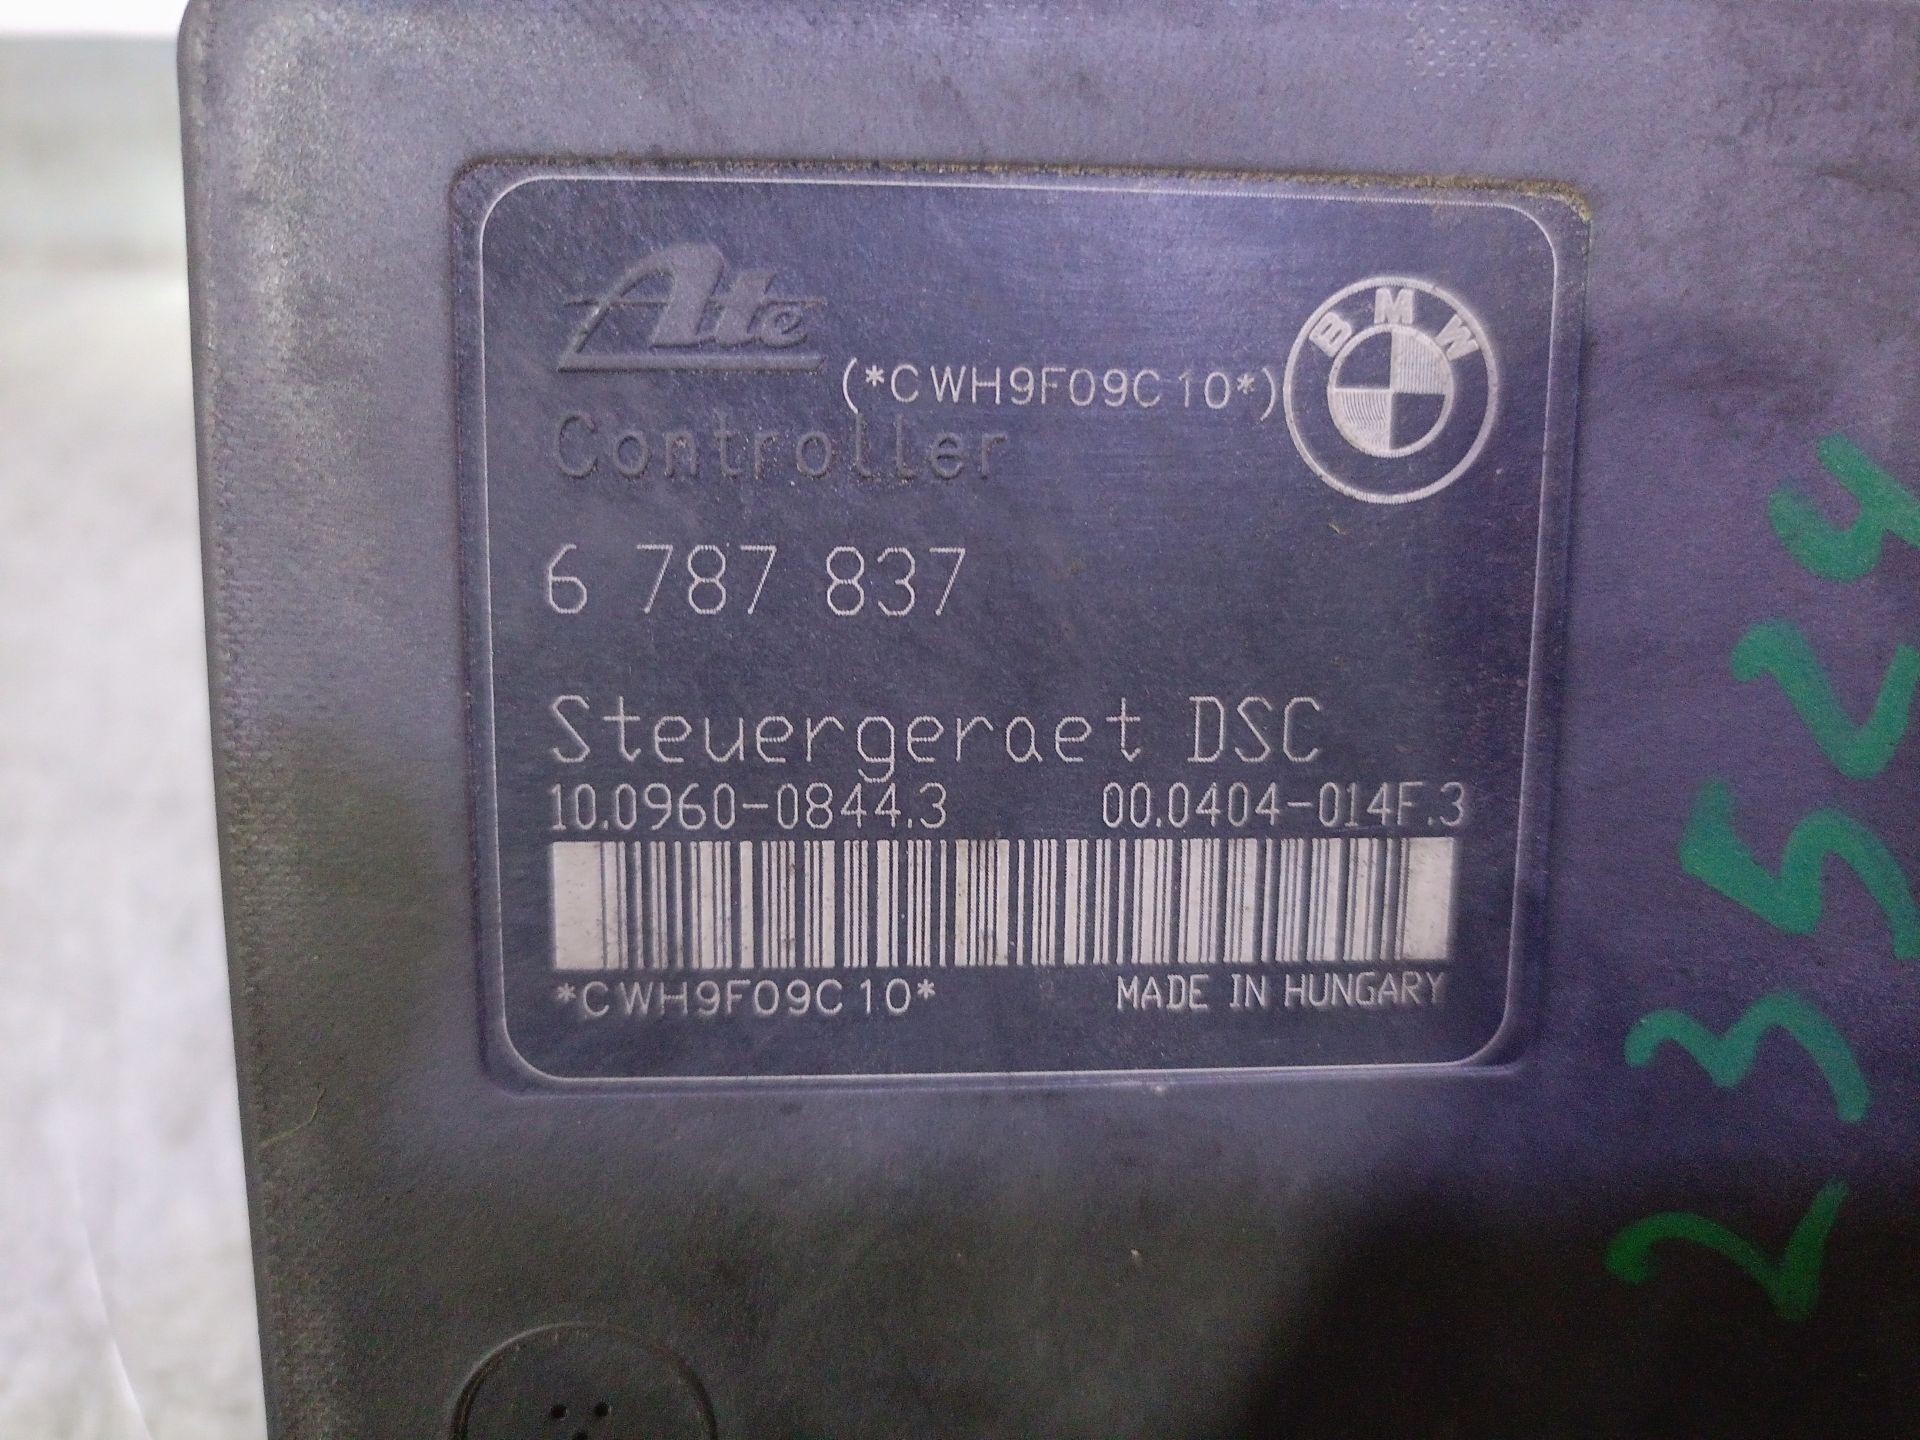 Ate
(*CWH9F09C10*)
BMW
Controller
6 787 837
Steuergeraet DSC
10.0960-0844.3 00.0404-014F.3
*CWH9F09C10* MADE IN HUNGARY
23524